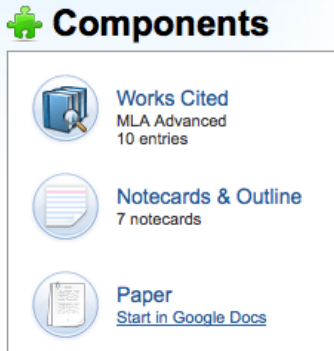 Components
Works Cited
MLA Advanced
10 entries
Notecards & Outline
7 notecards
Paper
Start in Google Docs